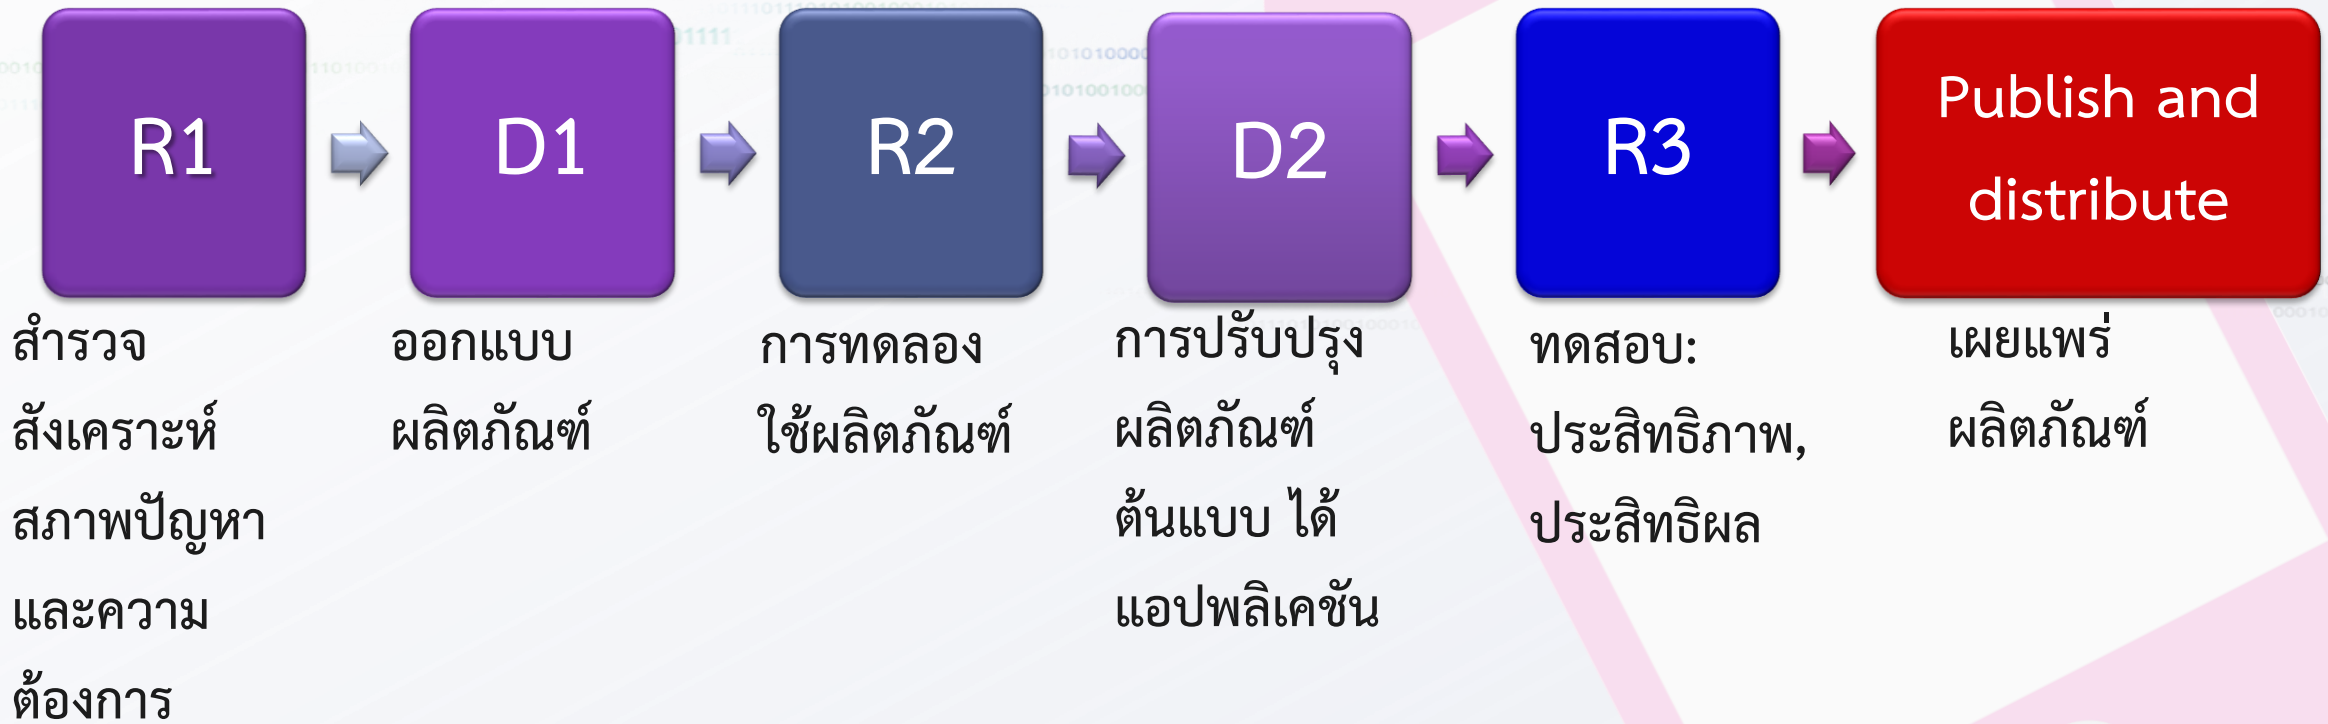 R1
D1
R2
D2
R3
Publish and
distribute
สำรวจ
สังเคราะห์
สภาพปัญหา
และความ
ต้องการ
ออกแบบ
ผลิตภัณฑ์
การทดลอง
ใช้ผลิตภัณฑ์
การปรับปรุง
ผลิตภัณฑ์
ต้นแบบ ได้
แอปพลิเคชัน
ทดสอบ:
ประสิทธิภาพ,
ประสิทธิผล
เผยแพร่
ผลิตภัณฑ์